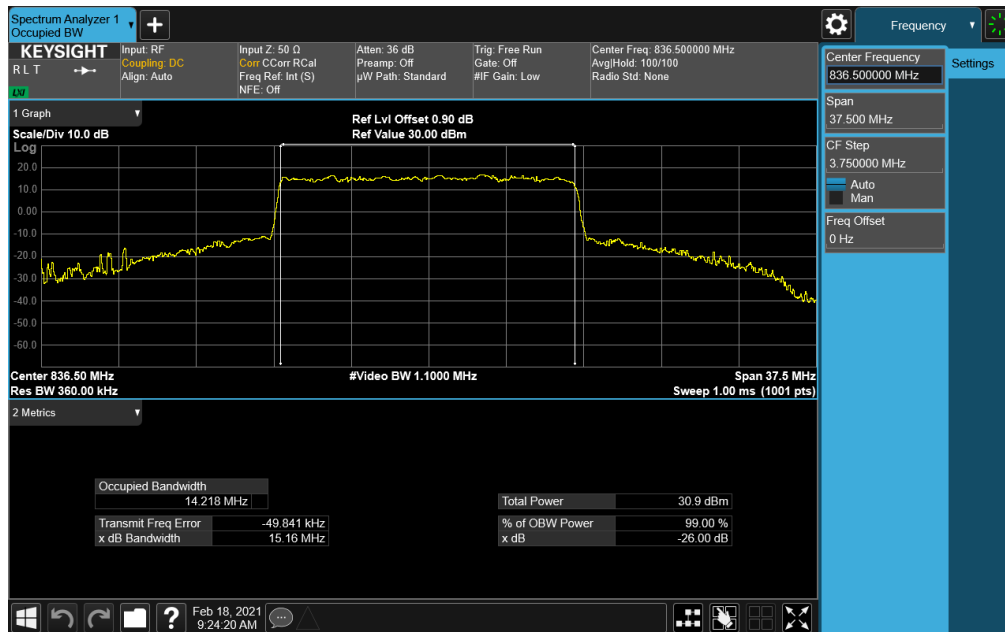 Spectrum Analyzer 1
Occupied BW
Frequency
KEYSIGHT
R L T
LXI
Input: RF
Coupling: DC
Align: Auto
Input Z: 50 Ω
Corr CCorr RCal
Freq Ref: Int (S)
NFE: Off
Atten: 36 dB
Preamp: Off
µW Path: Standard
Trig: Free Run
Gate: Off
#IF Gain: Low
Center Freq: 836.500000 MHz
Avg|Hold: 100/100
Radio Std: None
Center Frequency
836.500000 MHz
Settings
Span
37.500 MHz
CF Step
3.750000 MHz
Auto
Man
Freq Offset
0 Hz
1 Graph
Scale/Div 10.0 dB
Ref Lvl Offset 0.90 dB
Ref Value 30.00 dBm
Log
20.0
10.0
0.00
-10.0
-20.0
-30.0
-40.0
-50.0
-60.0
Center 836.50 MHz
#Video BW 1.1000 MHz
Span 37.5 MHz
Res BW 360.00 kHz
Sweep 1.00 ms (1001 pts)
2 Metrics
Occupied Bandwidth
14.218 MHz
Total Power 30.9 dBm
Transmit Freq Error -49.841 kHz
% of OBW Power 99.00 %
x dB Bandwidth 15.16 MHz
x dB -26.00 dB
?
Feb 18, 2021
9:24:20 AM